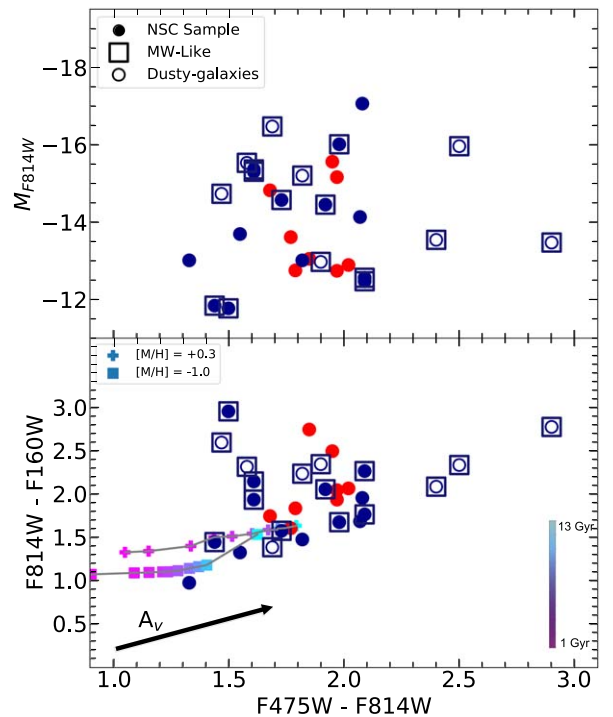 NSC Sample
MW-Like
Dusty-galaxies
−18
−16
−14
−12
M_F814W
[M/H] = +0.3
[M/H] = -1.0
3.0
2.5
2.0
1.5
1.0
0.5
F814W - F160W
A_v
13 Gyr
1 Gyr
1.0 1.5 2.0 2.5 3.0
F475W - F814W